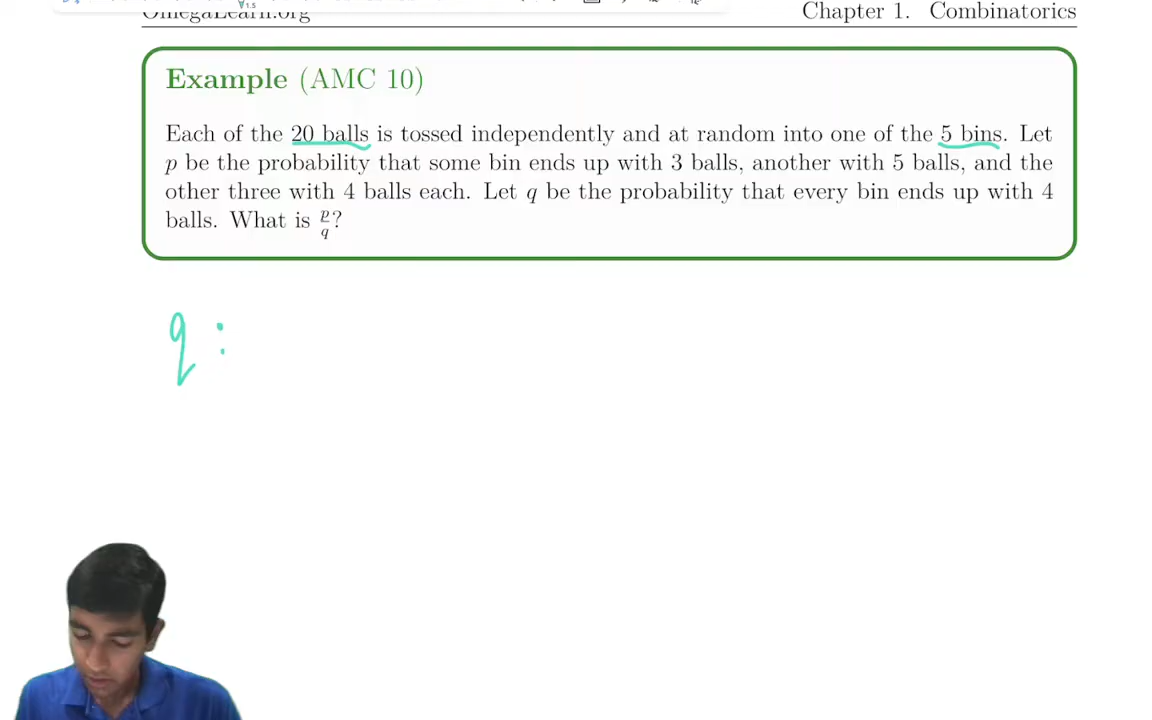 OmegaLearn.org Chapter 1. Combinatorics
Example (AMC 10)
Each of the 20 balls is tossed independently and at random into one of the 5 bins. Let
p be the probability that some bin ends up with 3 balls, another with 5 balls, and the
other three with 4 balls each. Let q be the probability that every bin ends up with 4
balls. What is p/q?
q :